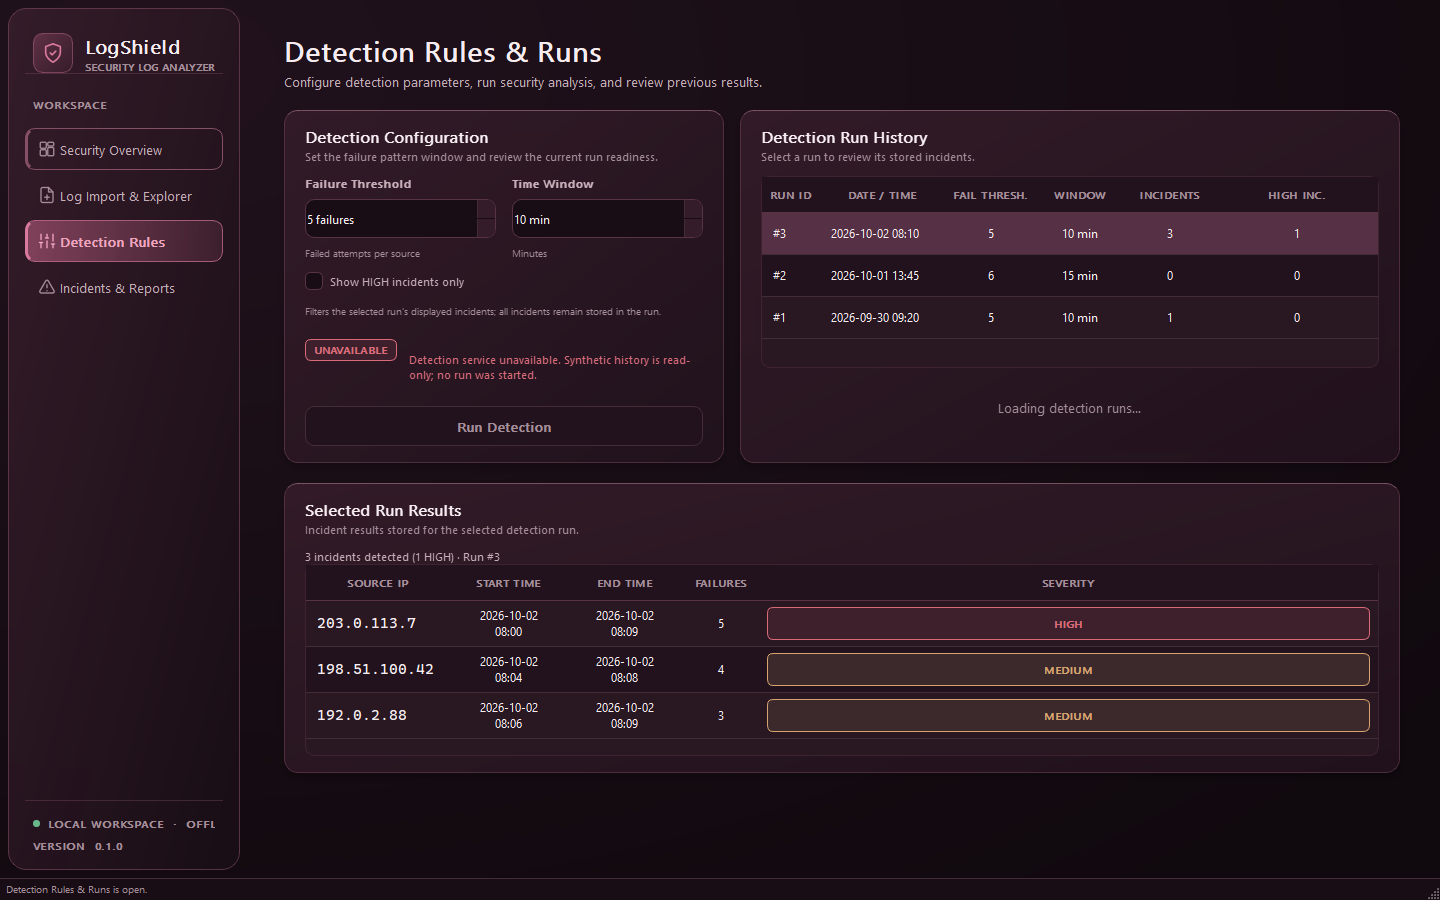 LogShield
SECURITY LOG ANALYZER
WORKSPACE
Security Overview
Log Import & Explorer
Detection Rules
Incidents & Reports
LOCAL WORKSPACE · OFFL
VERSION 0.1.0
Detection Rules & Runs
Configure detection parameters, run security analysis, and review previous results.
Detection Configuration
Set the failure pattern window and review the current run readiness.
Failure Threshold Time Window
5 failures 10 min
Failed attempts per source Minutes
Show HIGH incidents only
Filters the selected run's displayed incidents; all incidents remain stored in the run.
UNAVAILABLE
Detection service unavailable. Synthetic history is read-
only; no run was started.
Run Detection
Detection Run History
Select a run to review its stored incidents.
RUN ID DATE / TIME FAIL THRESH. WINDOW INCIDENTS HIGH INC.
#3 2026-10-02 08:10 5 10 min 3 1
#2 2026-10-01 13:45 6 15 min 0 0
#1 2026-09-30 09:20 5 10 min 1 0
Loading detection runs...
Selected Run Results
Incident results stored for the selected detection run.
3 incidents detected (1 HIGH) · Run #3
SOURCE IP START TIME END TIME FAILURES SEVERITY
203.0.113.7 2026-10-02 08:00 2026-10-02 08:09 5 HIGH
198.51.100.42 2026-10-02 08:04 2026-10-02 08:08 4 MEDIUM
192.0.2.88 2026-10-02 08:06 2026-10-02 08:09 3 MEDIUM
Detection Rules & Runs is open.